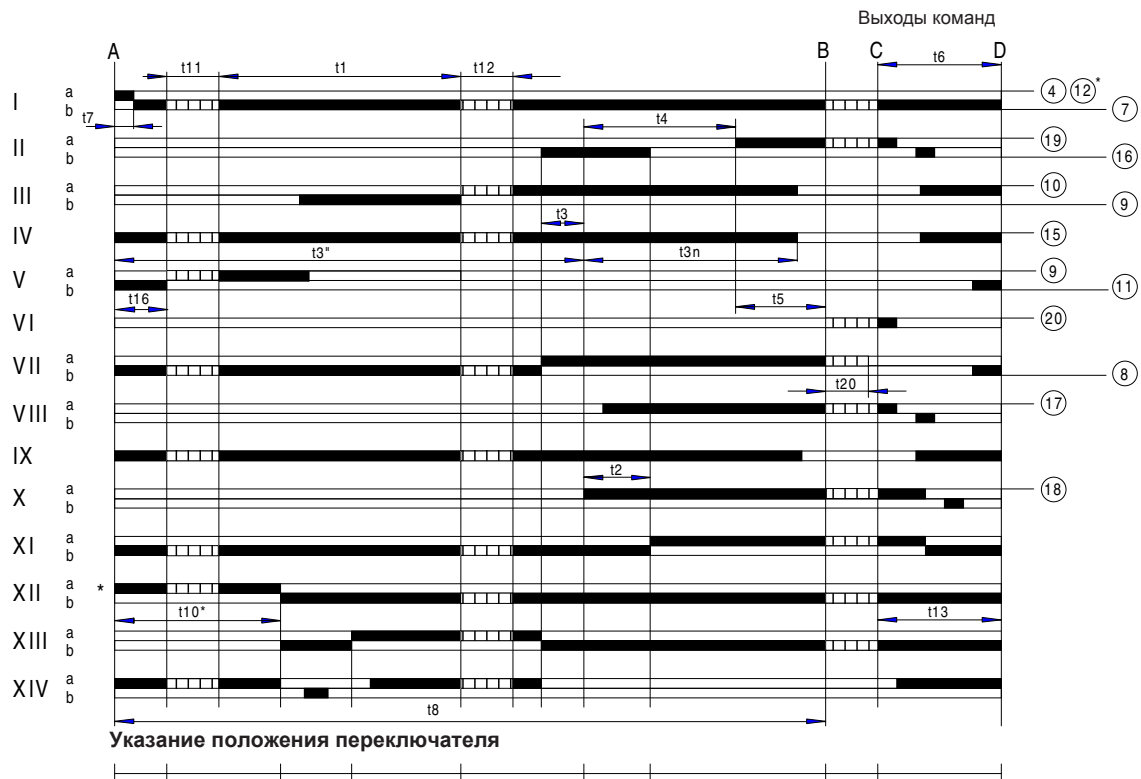 Выходы команд
A B C D
t11 t1 t12 t6
I a b 4 12* 7
t7 t4
II a b 19 16
III a b 10 9
t3
IV 15
t3" t3n
V a b 9 11
t16 t5
VI 20
VII a b 8
t20
VIII a b 17
IX
t2
X a b 18
XI a b
XII a b *
t10* t13
XIII a b
XIV a b
t8
Указание положения переключателя